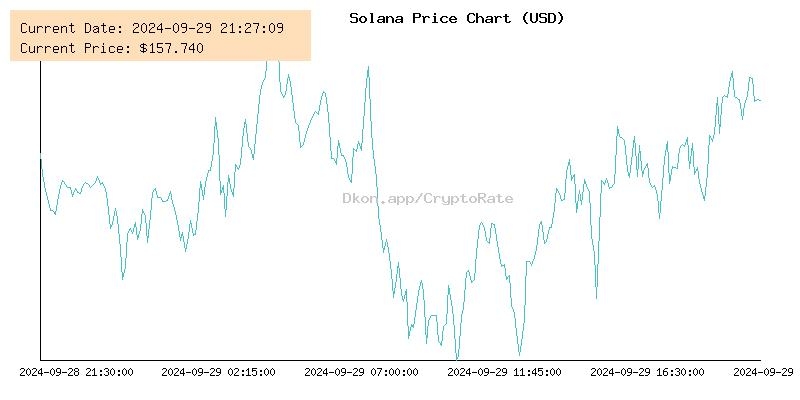 Solana Price Chart (USD)
Current Date: 2024-09-29 21:27:09
Current Price: $157.740
Dkon.app/CryptoRate
2024-09-28 21:30:00 2024-09-29 02:15:00 2024-09-29 07:00:00 2024-09-29 11:45:00 2024-09-29 16:30:00 2024-09-29